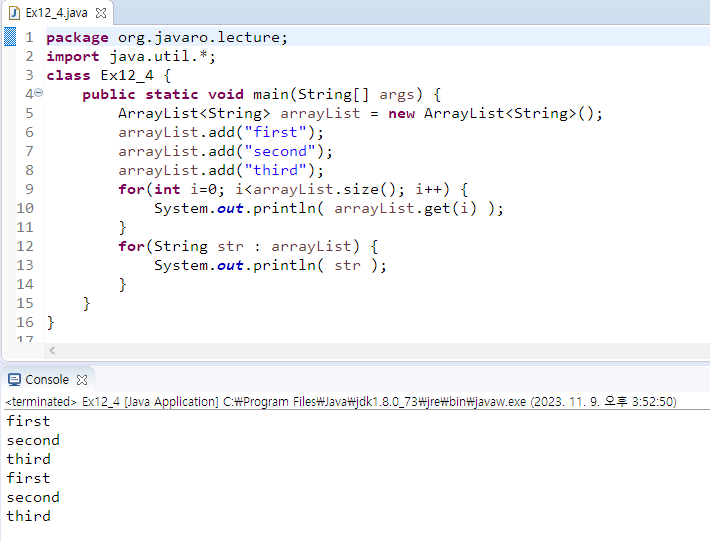 Ex12_4.java
1 package org.javaro.lecture;
2 import java.util.*;
3 class Ex12_4 {
4     public static void main(String[] args) {
5         ArrayList<String> arrayList = new ArrayList<String>();
6         arrayList.add("first");
7         arrayList.add("second");
8         arrayList.add("third");
9         for(int i=0; i<arrayList.size(); i++) {
10             System.out.println( arrayList.get(i) );
11         }
12         for(String str : arrayList) {
13             System.out.println( str );
14         }
15     }
16 }
17
Console
<terminated> Ex12_4 [Java Application] C:₩Program Files₩Java₩jdk1.8.0_73₩jre₩bin₩javaw.exe (2023. 11. 9. 오후 3:52:50)
first
second
third
first
second
third